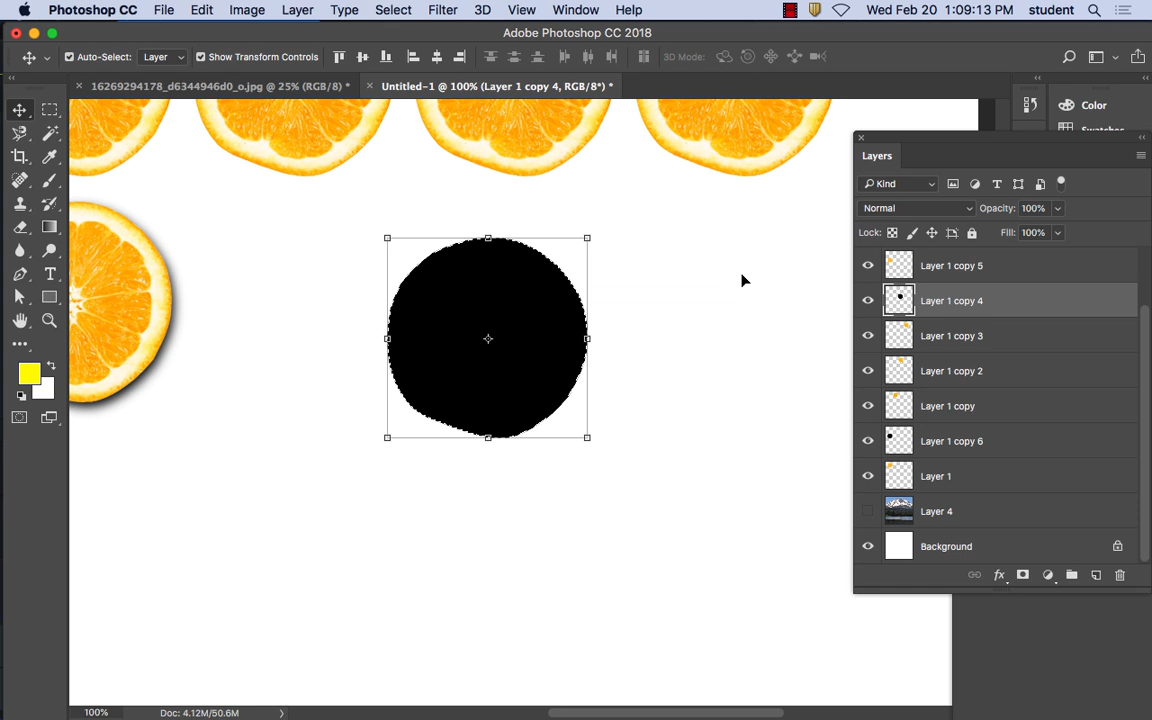 Photoshop CC File Edit Image Layer Type Select Filter 3D View Window Help Wed Feb 20 1:09:13 PM student
Adobe Photoshop CC 2018
Auto-Select: Layer Show Transform Controls 3D Mode:
16269294178_d6344946d0_o.jpg @ 25% (RGB/8) * Untitled-1 @ 100% (Layer 1 copy 4, RGB/8*) *
Color
Swatches
Layers
Kind
Normal Opacity: 100%
Lock: Fill: 100%
Layer 1 copy 5
Layer 1 copy 4
Layer 1 copy 3
Layer 1 copy 2
Layer 1 copy
Layer 1 copy 6
Layer 1
Layer 4
Background
fx
100% Doc: 4.12M/50.6M